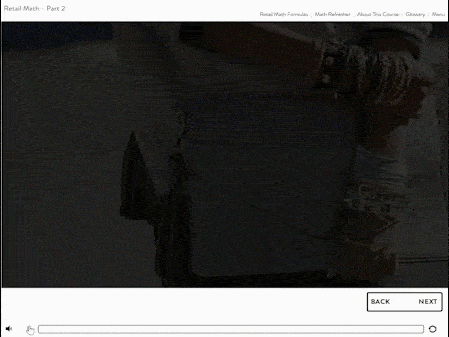 Retail Math - Part 2
Retail Math Formulas - Math Refresher - About This Course - Glossary - Menu
BACK NEXT